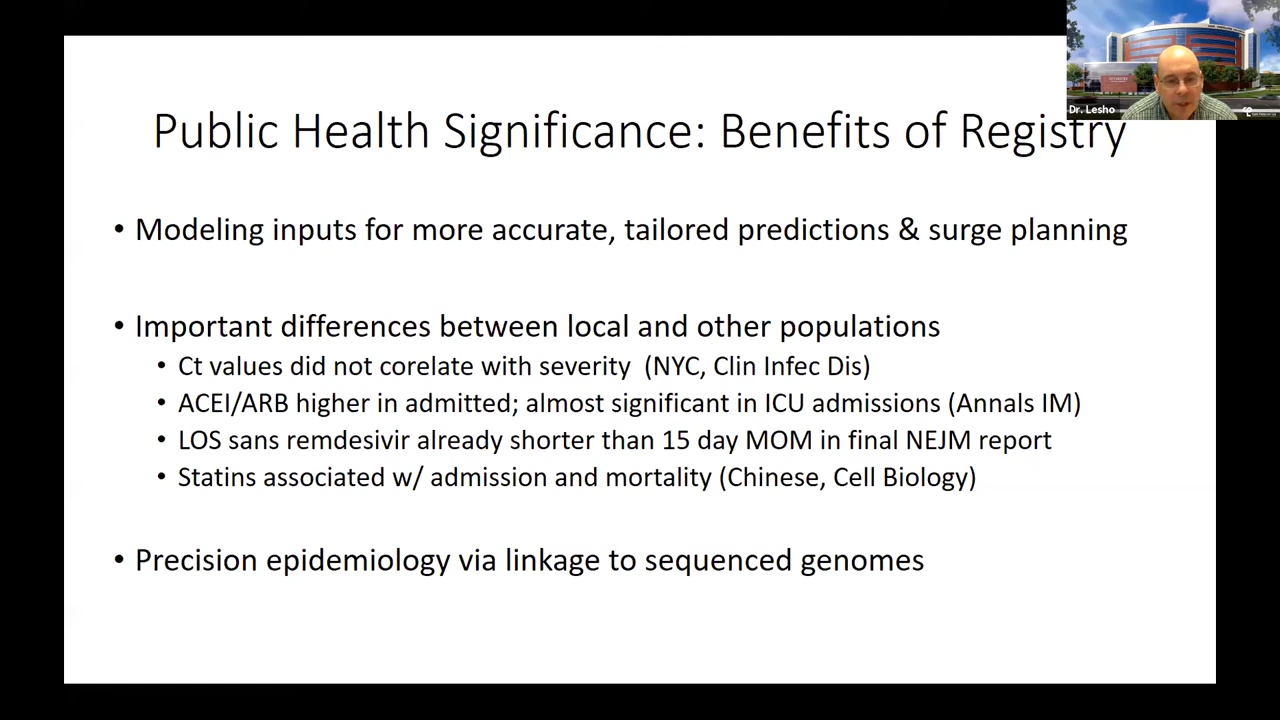 Public Health Significance: Benefits of Registry
Dr. Lesho
• Modeling inputs for more accurate, tailored predictions & surge planning
• Important differences between local and other populations
• Ct values did not corelate with severity (NYC, Clin Infec Dis)
• ACEI/ARB higher in admitted; almost significant in ICU admissions (Annals IM)
• LOS sans remdesivir already shorter than 15 day MOM in final NEJM report
• Statins associated w/ admission and mortality (Chinese, Cell Biology)
• Precision epidemiology via linkage to sequenced genomes